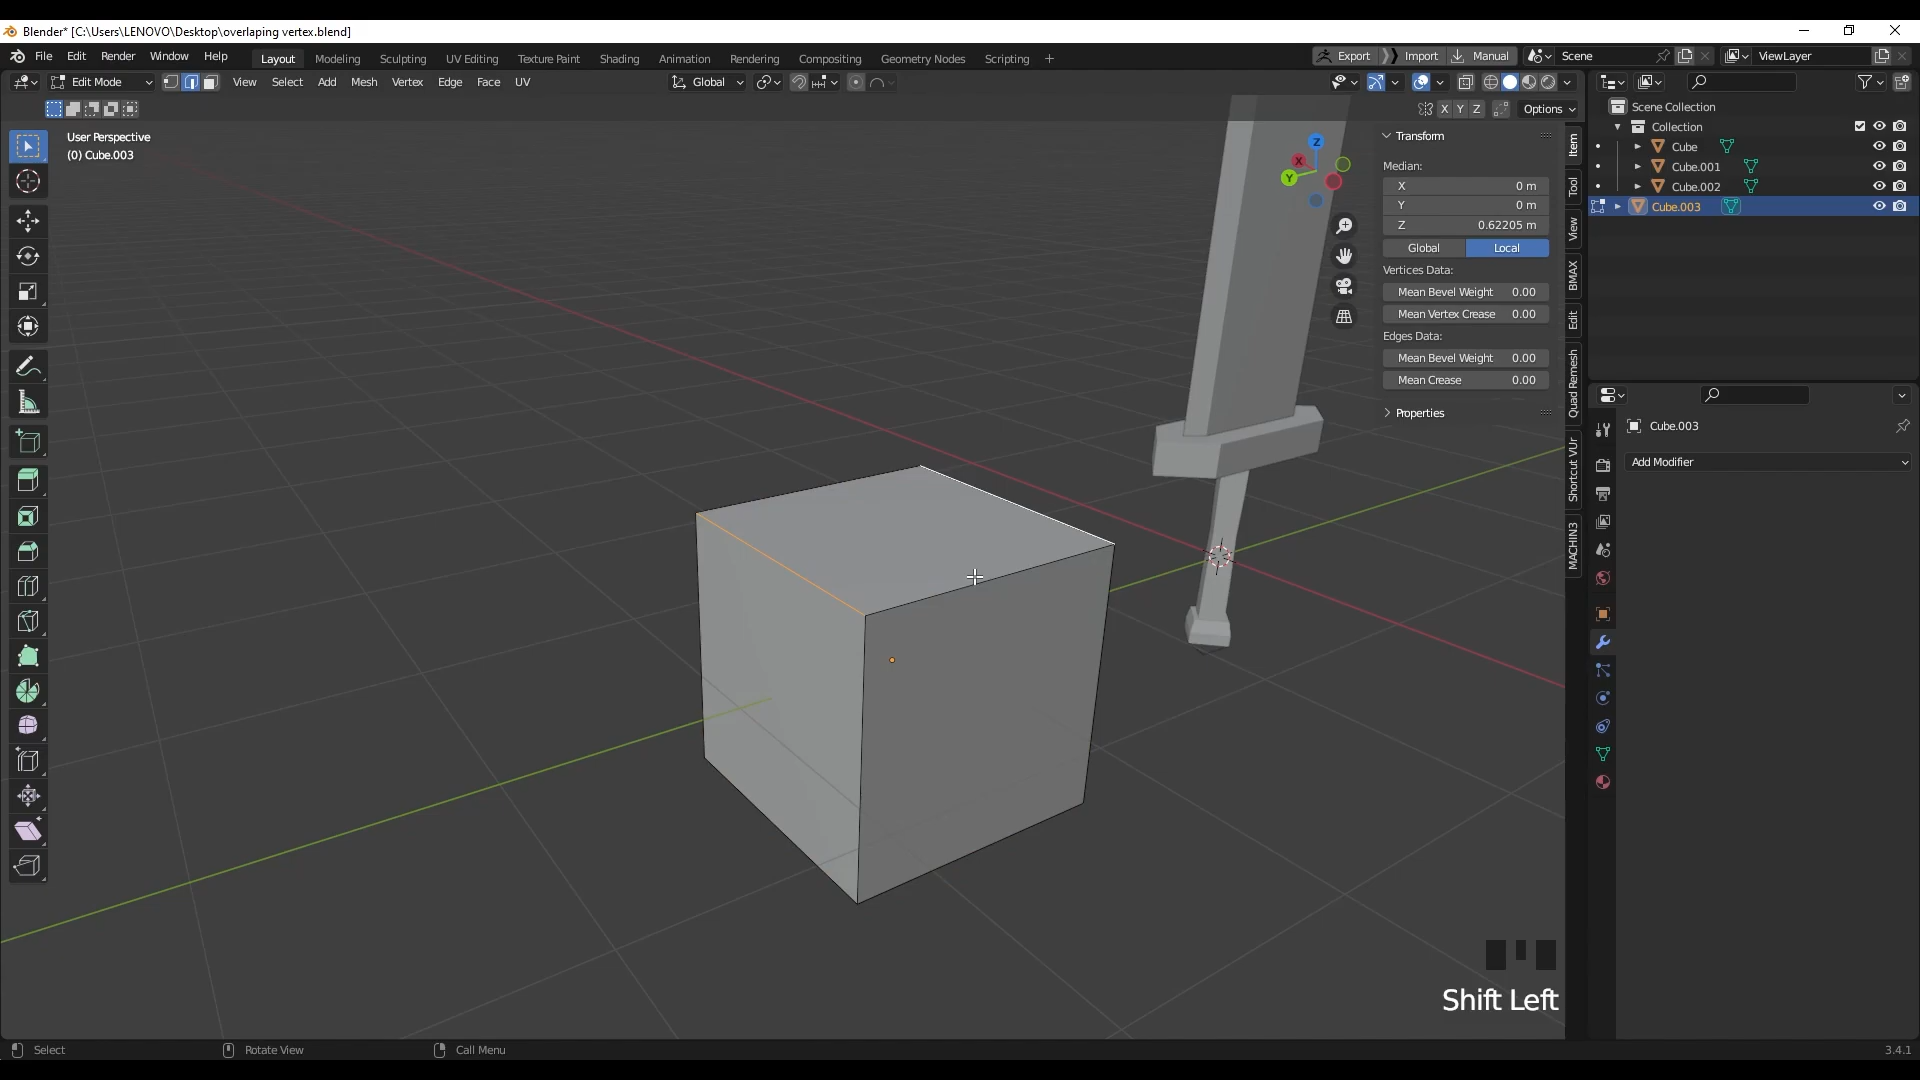 Blender* [C:\Users\LENOVO\Desktop\overlaping vertex.blend]
File Edit Render Window Help Layout Modeling Sculpting UV Editing Texture Paint Shading Animation Rendering Compositing Geometry Nodes Scripting + Export Import Manual Scene ViewLayer
Edit Mode View Select Add Mesh Vertex Edge Face UV Global
X Y Z Options
User Perspective
(0) Cube.003
Z
X
Y
Transform
Median:
X 0 m
Y 0 m
Z 0.62205 m
Global Local
Vertices Data:
Mean Bevel Weight 0.00
Mean Vertex Crease 0.00
Edges Data:
Mean Bevel Weight 0.00
Mean Crease 0.00
Properties
Item
Tool
View
BMAX
Edit
Quad Remesh
Shortcut VUr
MACHIN3
Scene Collection
Collection
Cube
Cube.001
Cube.002
Cube.003
Cube.003
Add Modifier
Shift Left
Select Rotate View Call Menu 3.4.1